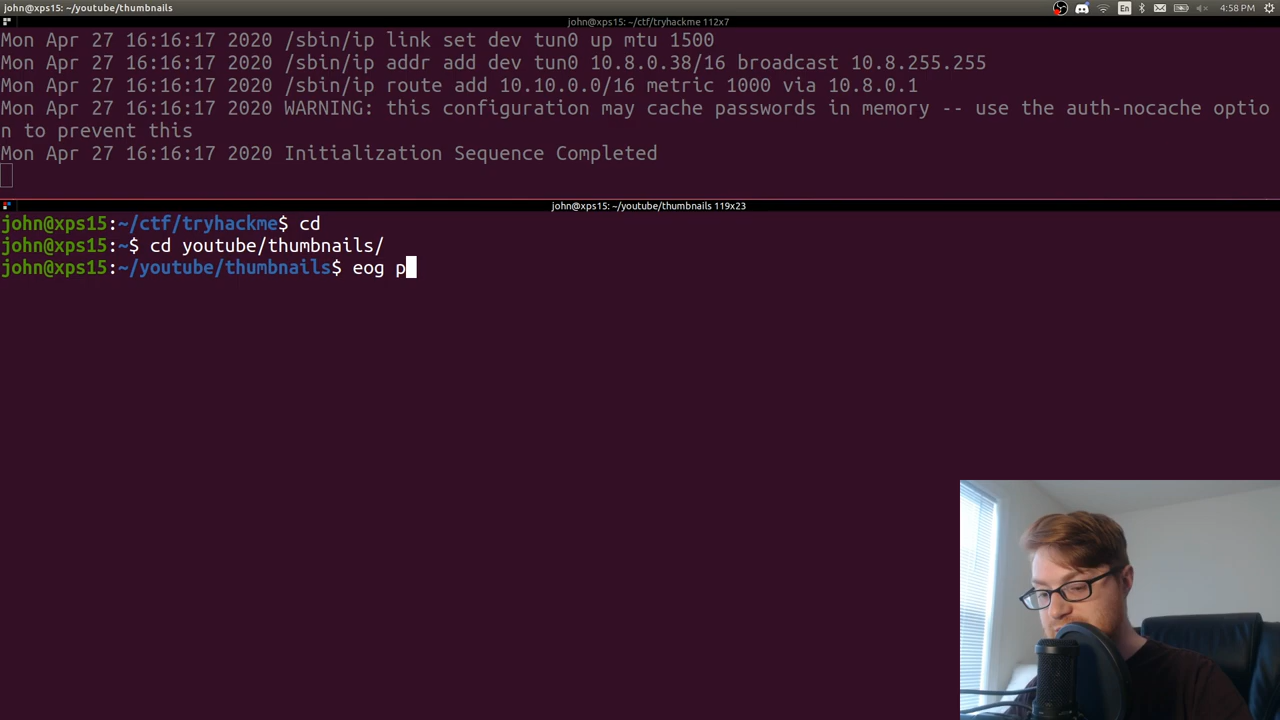 john@xps15: ~/youtube/thumbnails
En
4:58 PM
john@xps15: ~/ctf/tryhackme 112x7
Mon Apr 27 16:16:17 2020 /sbin/ip link set dev tun0 up mtu 1500
Mon Apr 27 16:16:17 2020 /sbin/ip addr add dev tun0 10.8.0.38/16 broadcast 10.8.255.255
Mon Apr 27 16:16:17 2020 /sbin/ip route add 10.10.0.0/16 metric 1000 via 10.8.0.1
Mon Apr 27 16:16:17 2020 WARNING: this configuration may cache passwords in memory -- use the auth-nocache optio
n to prevent this
Mon Apr 27 16:16:17 2020 Initialization Sequence Completed
john@xps15: ~/youtube/thumbnails 119x23
john@xps15:~/ctf/tryhackme$ cd
john@xps15:~$ cd youtube/thumbnails/
john@xps15:~/youtube/thumbnails$ eog p